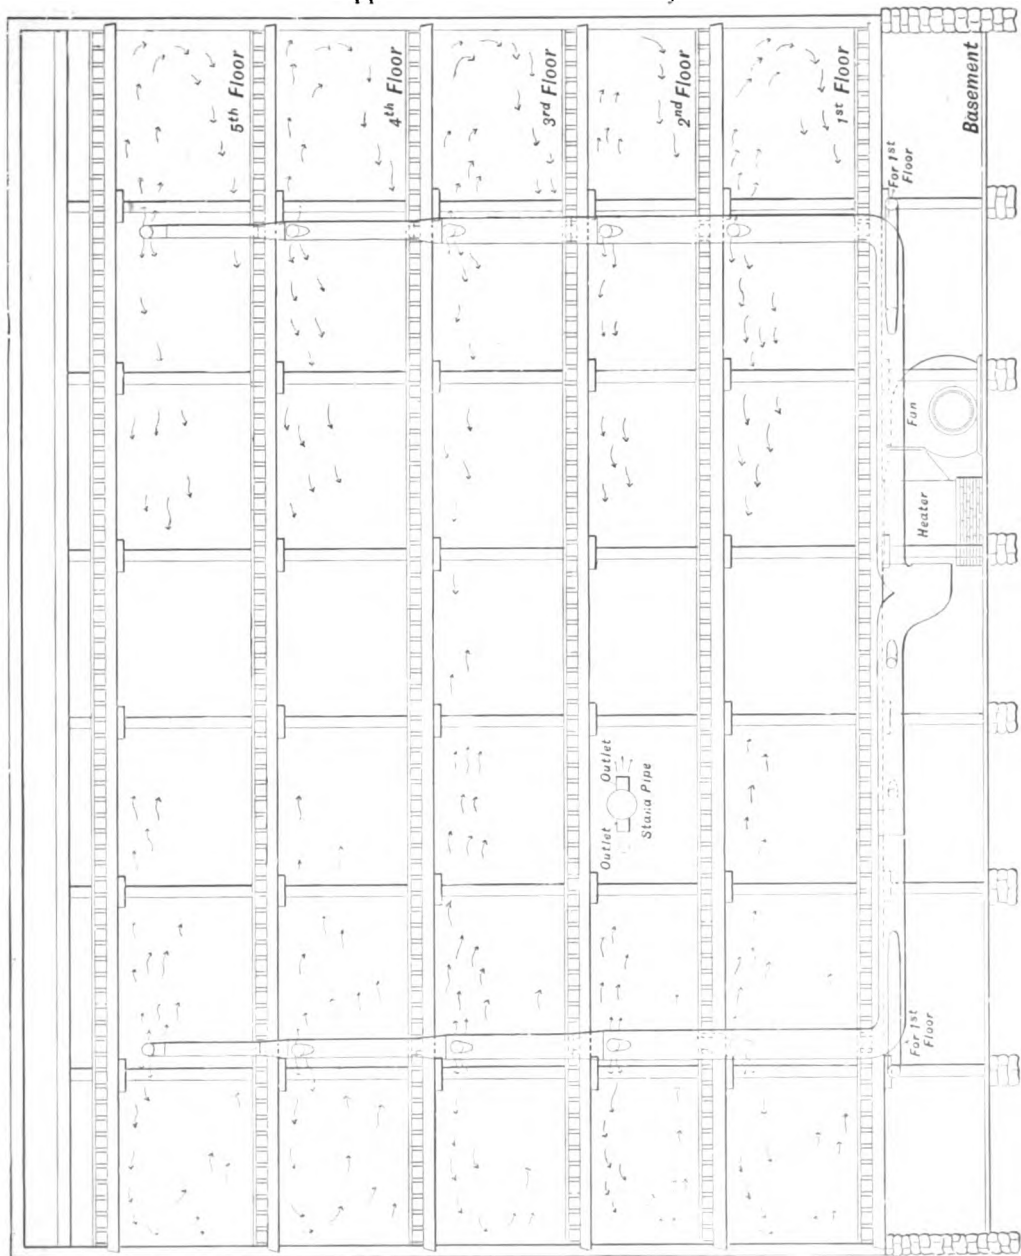 5th Floor
4th Floor
3rd Floor
2nd Floor
1st Floor
Basement
For 1st
Floor
Fan
Heater
Outlet
Outlet
Stand Pipe
For 1st
Floor